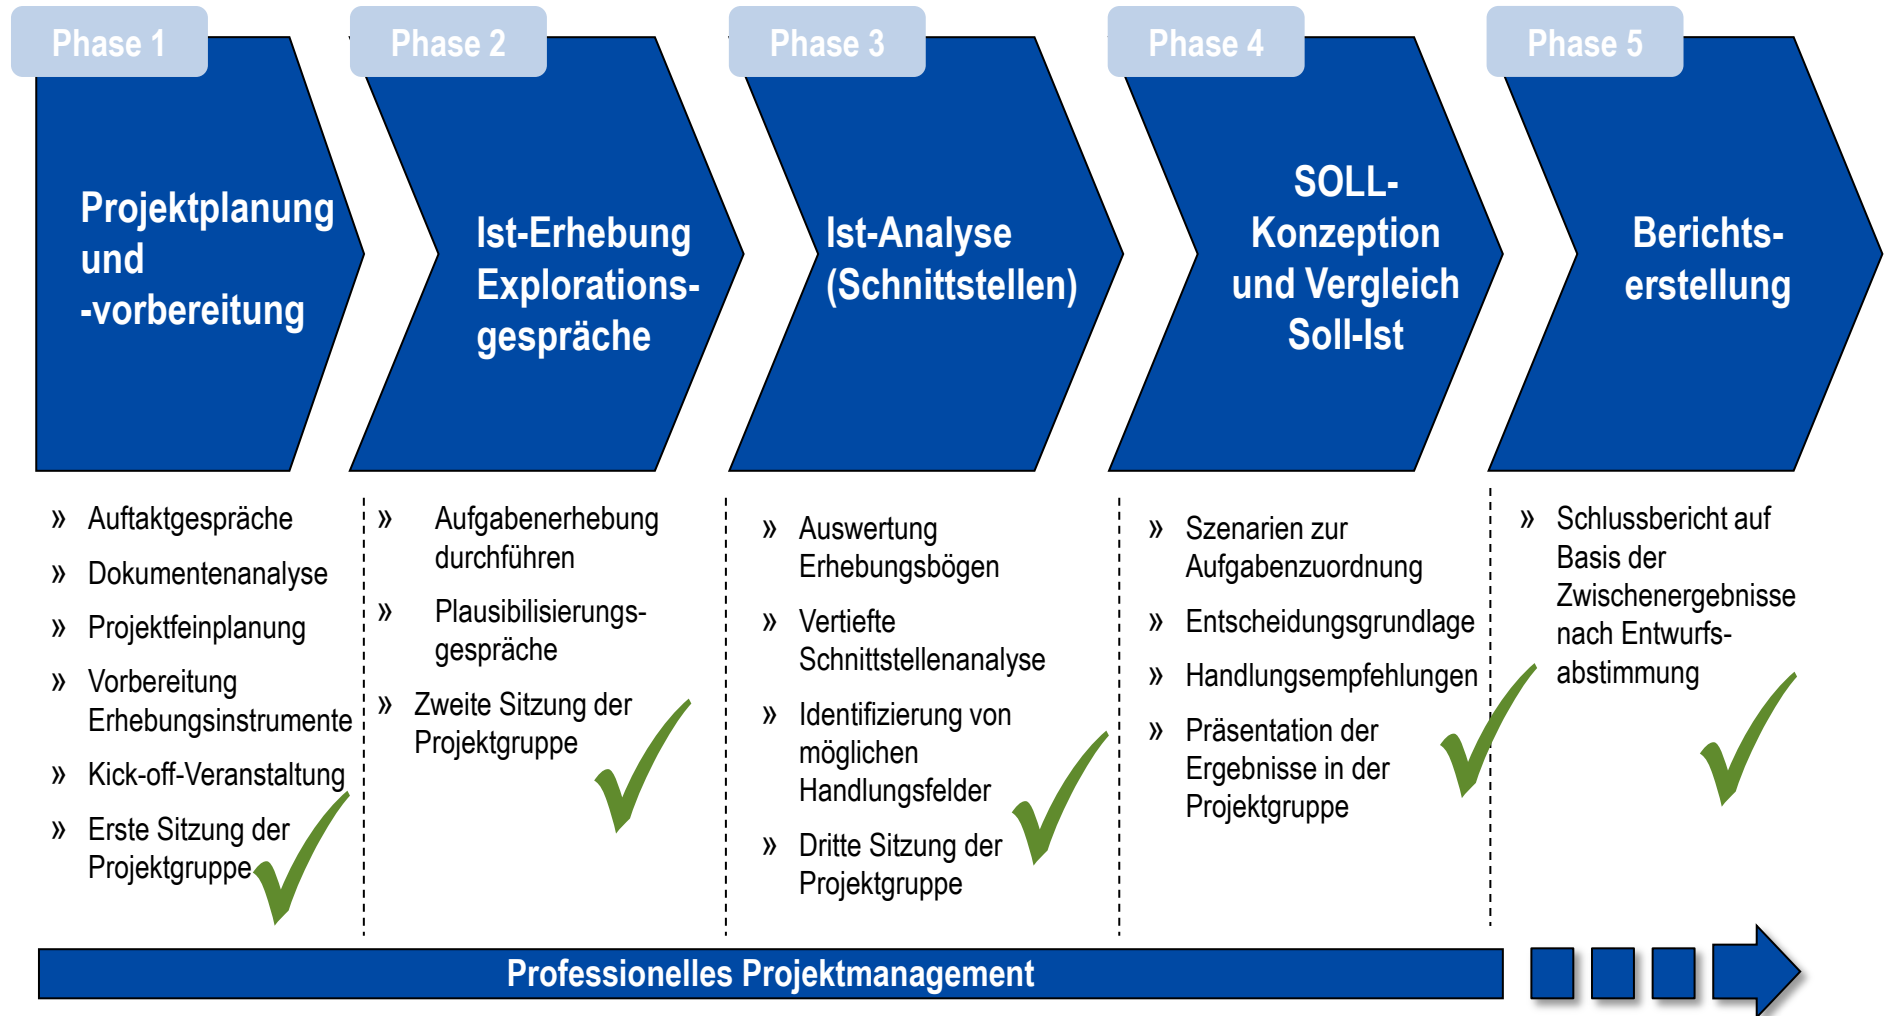 Phase 1
Phase 2
Phase 3
Phase 4
Phase 5
Projektplanung
und
-vorbereitung
Ist-Erhebung
Explorations-
gespräche
Ist-Analyse
(Schnittstellen)
SOLL-
Konzeption
und Vergleich
Soll-Ist
Berichts-
erstellung
» Auftaktgespräche
» Dokumentenanalyse
» Projektfeinplanung
» Vorbereitung
Erhebungsinstrumente
» Kick-off-Veranstaltung
» Erste Sitzung der
Projektgruppe
» Aufgabenerhebung
durchführen
» Plausibilisierungs-
gespräche
» Zweite Sitzung der
Projektgruppe
» Auswertung
Erhebungsbögen
» Vertiefte
Schnittstellenanalyse
» Identifizierung von
möglichen
Handlungsfelder
» Dritte Sitzung der
Projektgruppe
» Szenarien zur
Aufgabenzuordnung
» Entscheidungsgrundlage
» Handlungsempfehlungen
» Präsentation der
Ergebnisse in der
Projektgruppe
» Schlussbericht auf
Basis der
Zwischenergebnisse
nach Entwurfs-
abstimmung
Professionelles Projektmanagement